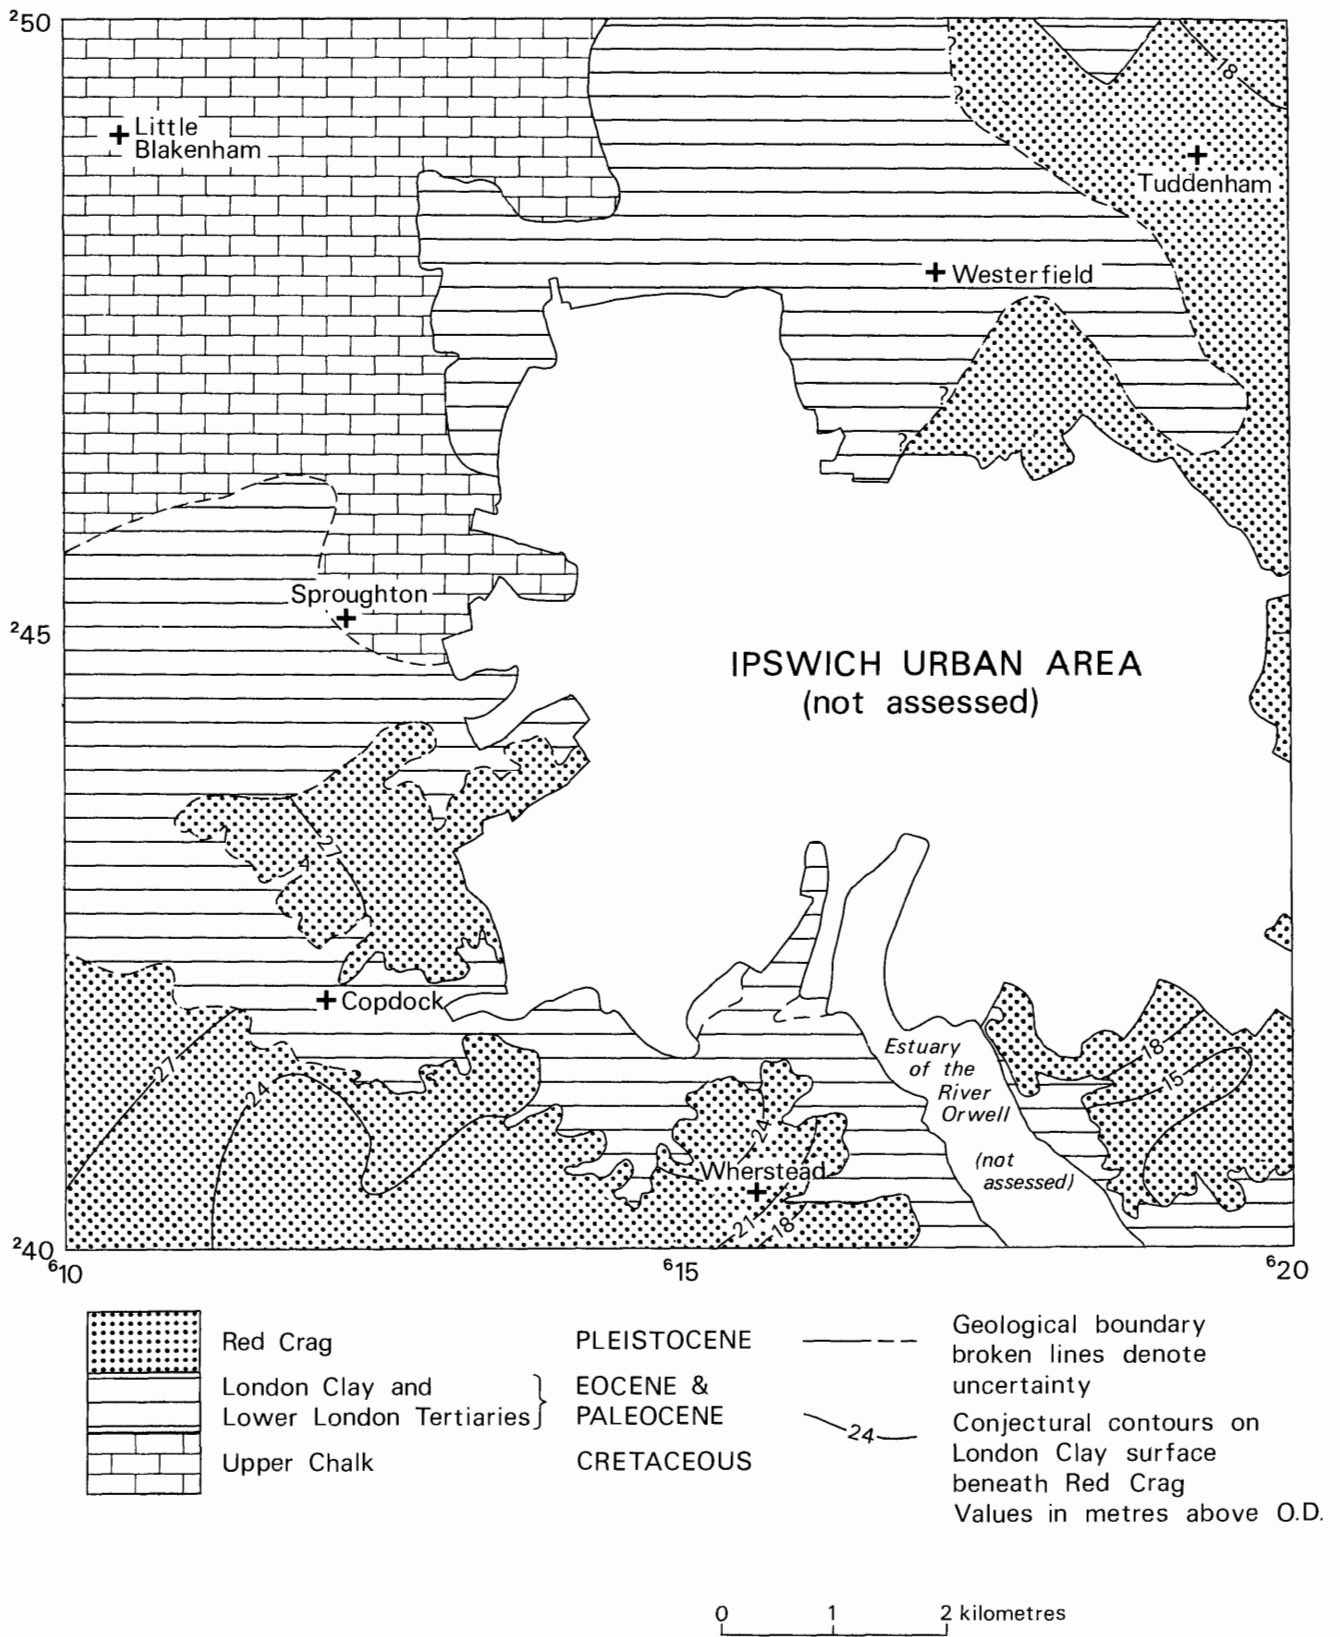 ²50
?
18
?
+ Little
Blakenham
+
Tuddenham
+ Westerfield
?
?
Sproughton
+
²45
IPSWICH URBAN AREA
(not assessed)
27
+ Copdock
Estuary
of the
River
Orwell
(not
assessed)
18
15
27
24
24
Wherstead
+
21
18
²40
⁶10
⁶15
⁶20
Red Crag
PLEISTOCENE
Geological boundary
broken lines denote
uncertainty
London Clay and
Lower London Tertiaries
EOCENE &
PALEOCENE
24
Conjectural contours on
London Clay surface
beneath Red Crag
Values in metres above O.D.
Upper Chalk
CRETACEOUS
0 1 2 kilometres